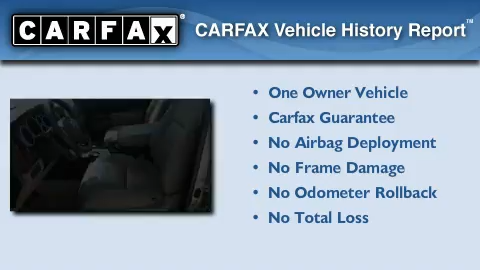 CARFAX® CARFAX Vehicle History Report™
• One Owner Vehicle
• Carfax Guarantee
• No Airbag Deployment
• No Frame Damage
• No Odometer Rollback
• No Total Loss